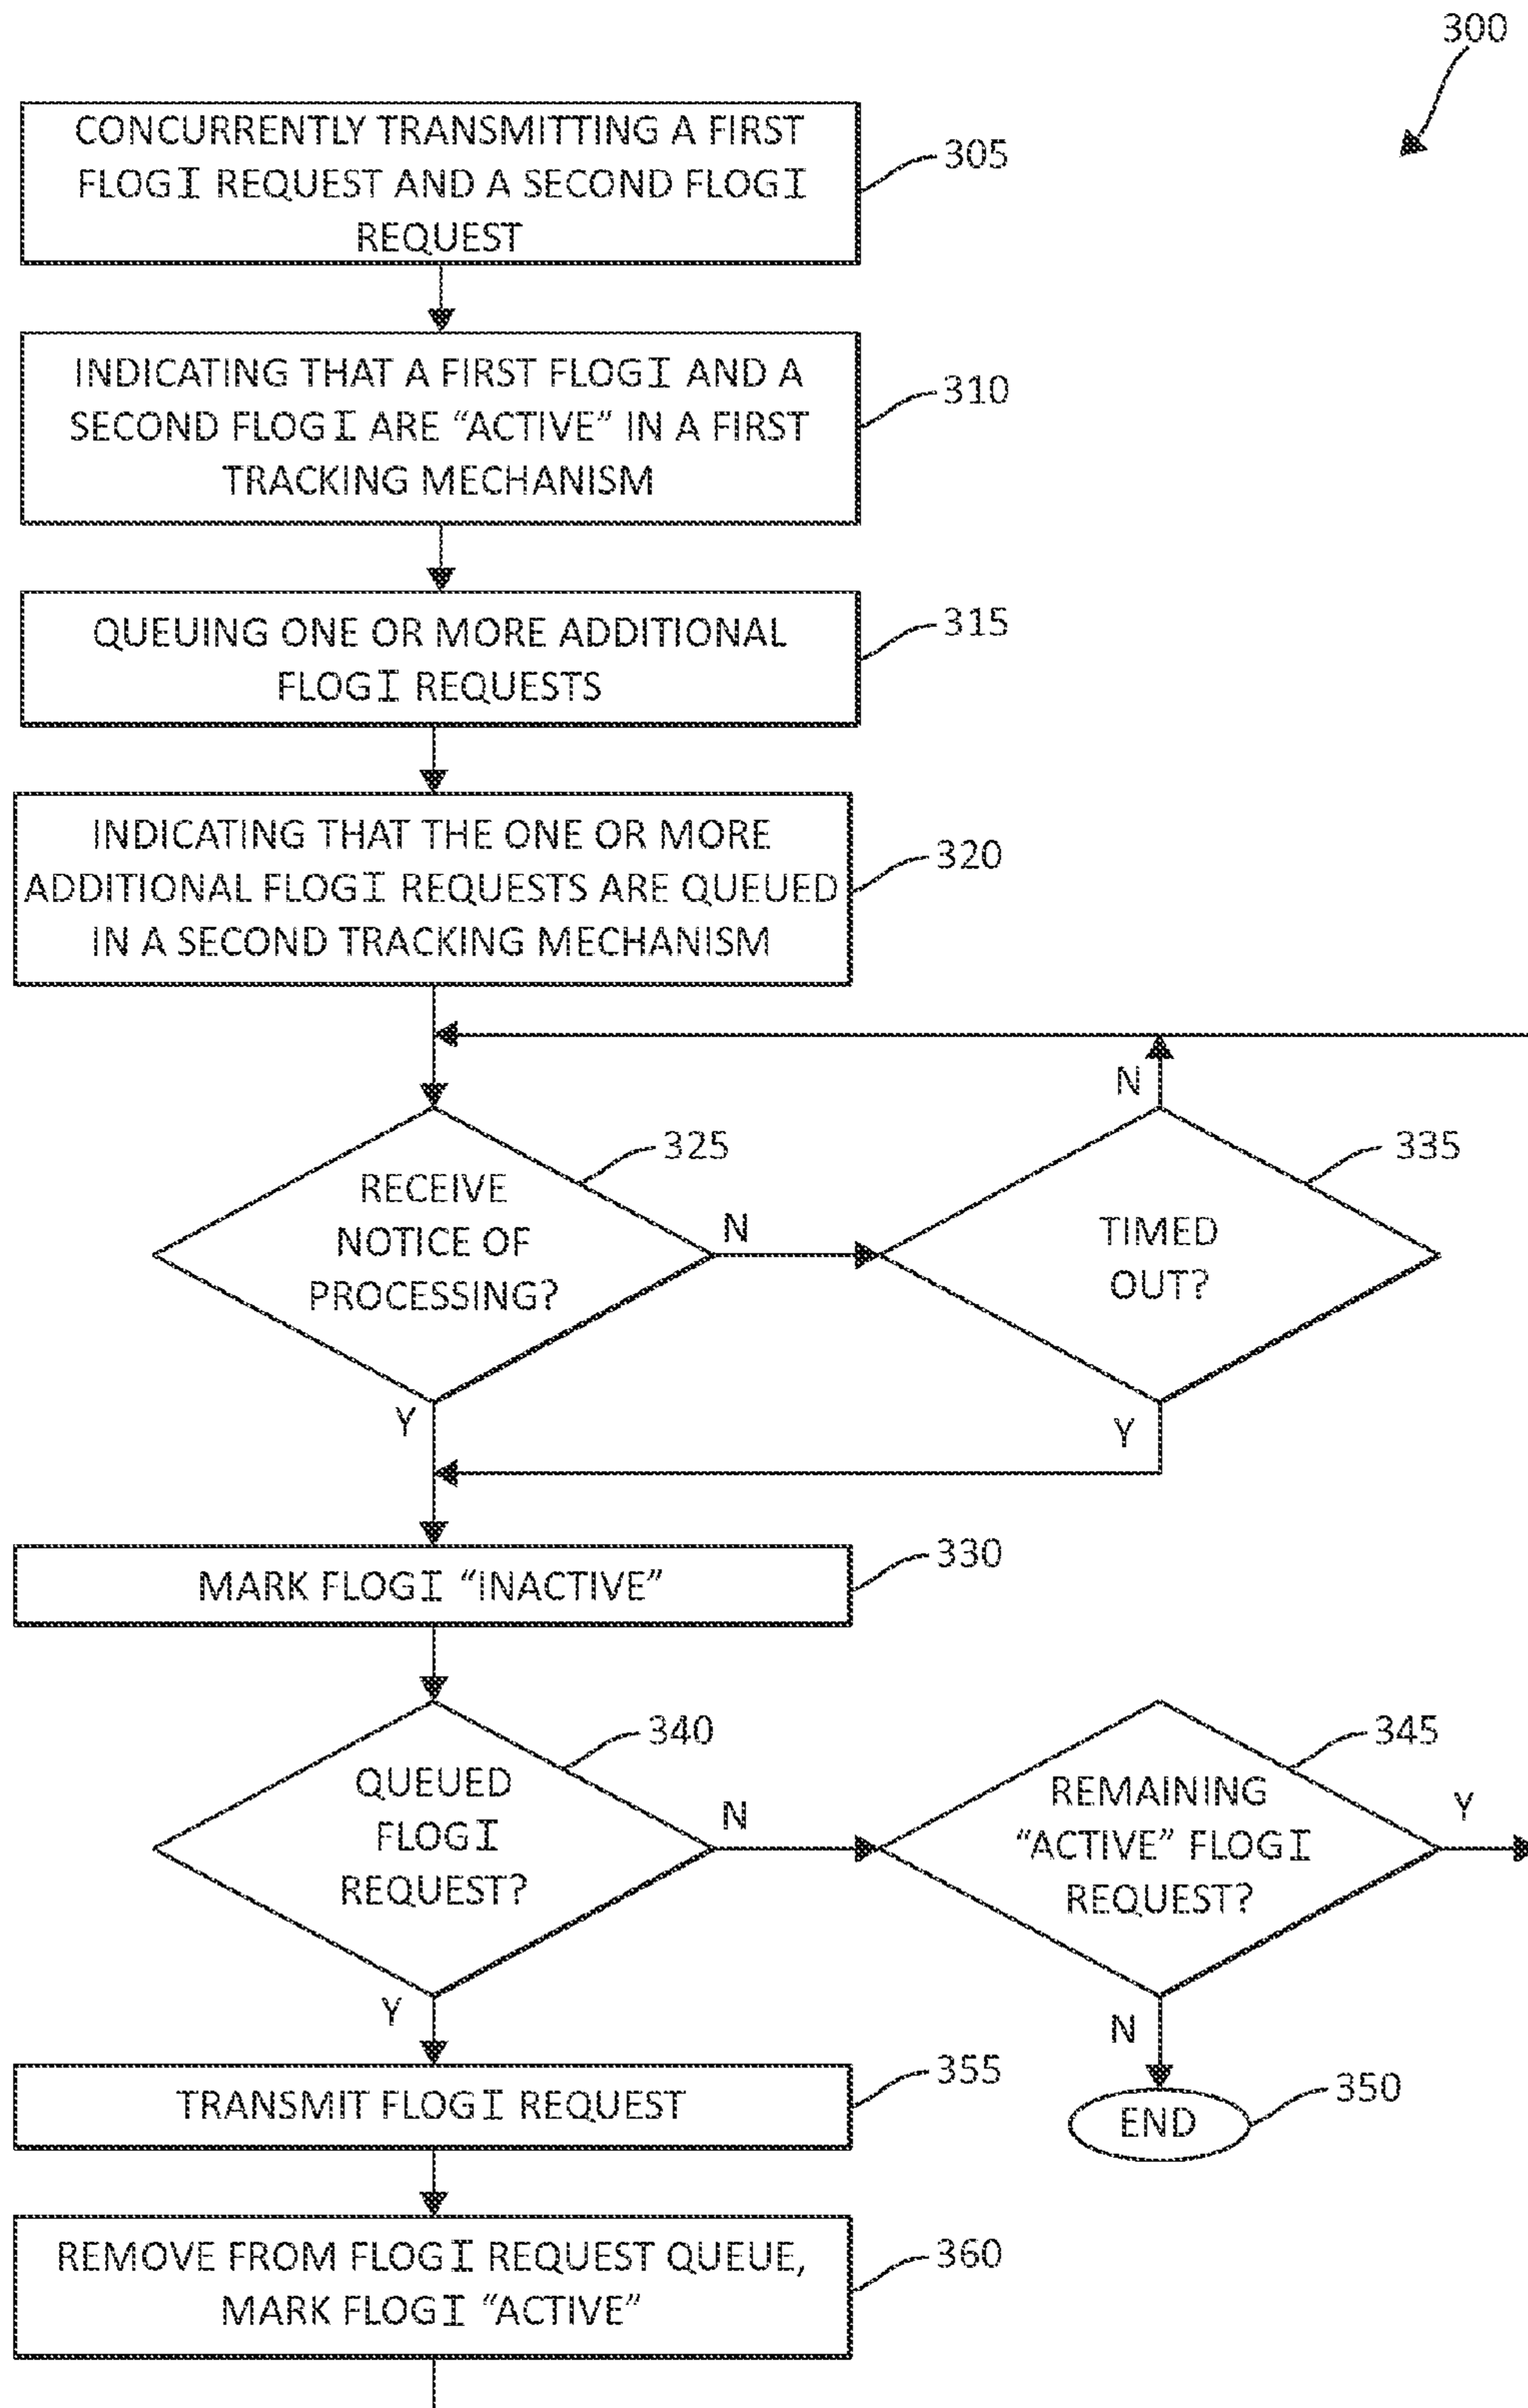 300
CONCURRENTLY TRANSMITTING A FIRST
FLOGI REQUEST AND A SECOND FLOGI
REQUEST
305
INDICATING THAT A FIRST FLOGI AND A
SECOND FLOGI ARE “ACTIVE” IN A FIRST
TRACKING MECHANISM
310
QUEUING ONE OR MORE ADDITIONAL
FLOGI REQUESTS
315
INDICATING THAT THE ONE OR MORE
ADDITIONAL FLOGI REQUESTS ARE QUEUED
IN A SECOND TRACKING MECHANISM
320
RECEIVE
NOTICE OF
PROCESSING?
325
N
Y
TIMED
OUT?
335
N
Y
MARK FLOGI “INACTIVE”
330
QUEUED
FLOGI
REQUEST?
340
N
Y
REMAINING
“ACTIVE” FLOGI
REQUEST?
345
Y
N
END
350
TRANSMIT FLOGI REQUEST
355
REMOVE FROM FLOGI REQUEST QUEUE,
MARK FLOGI “ACTIVE”
360